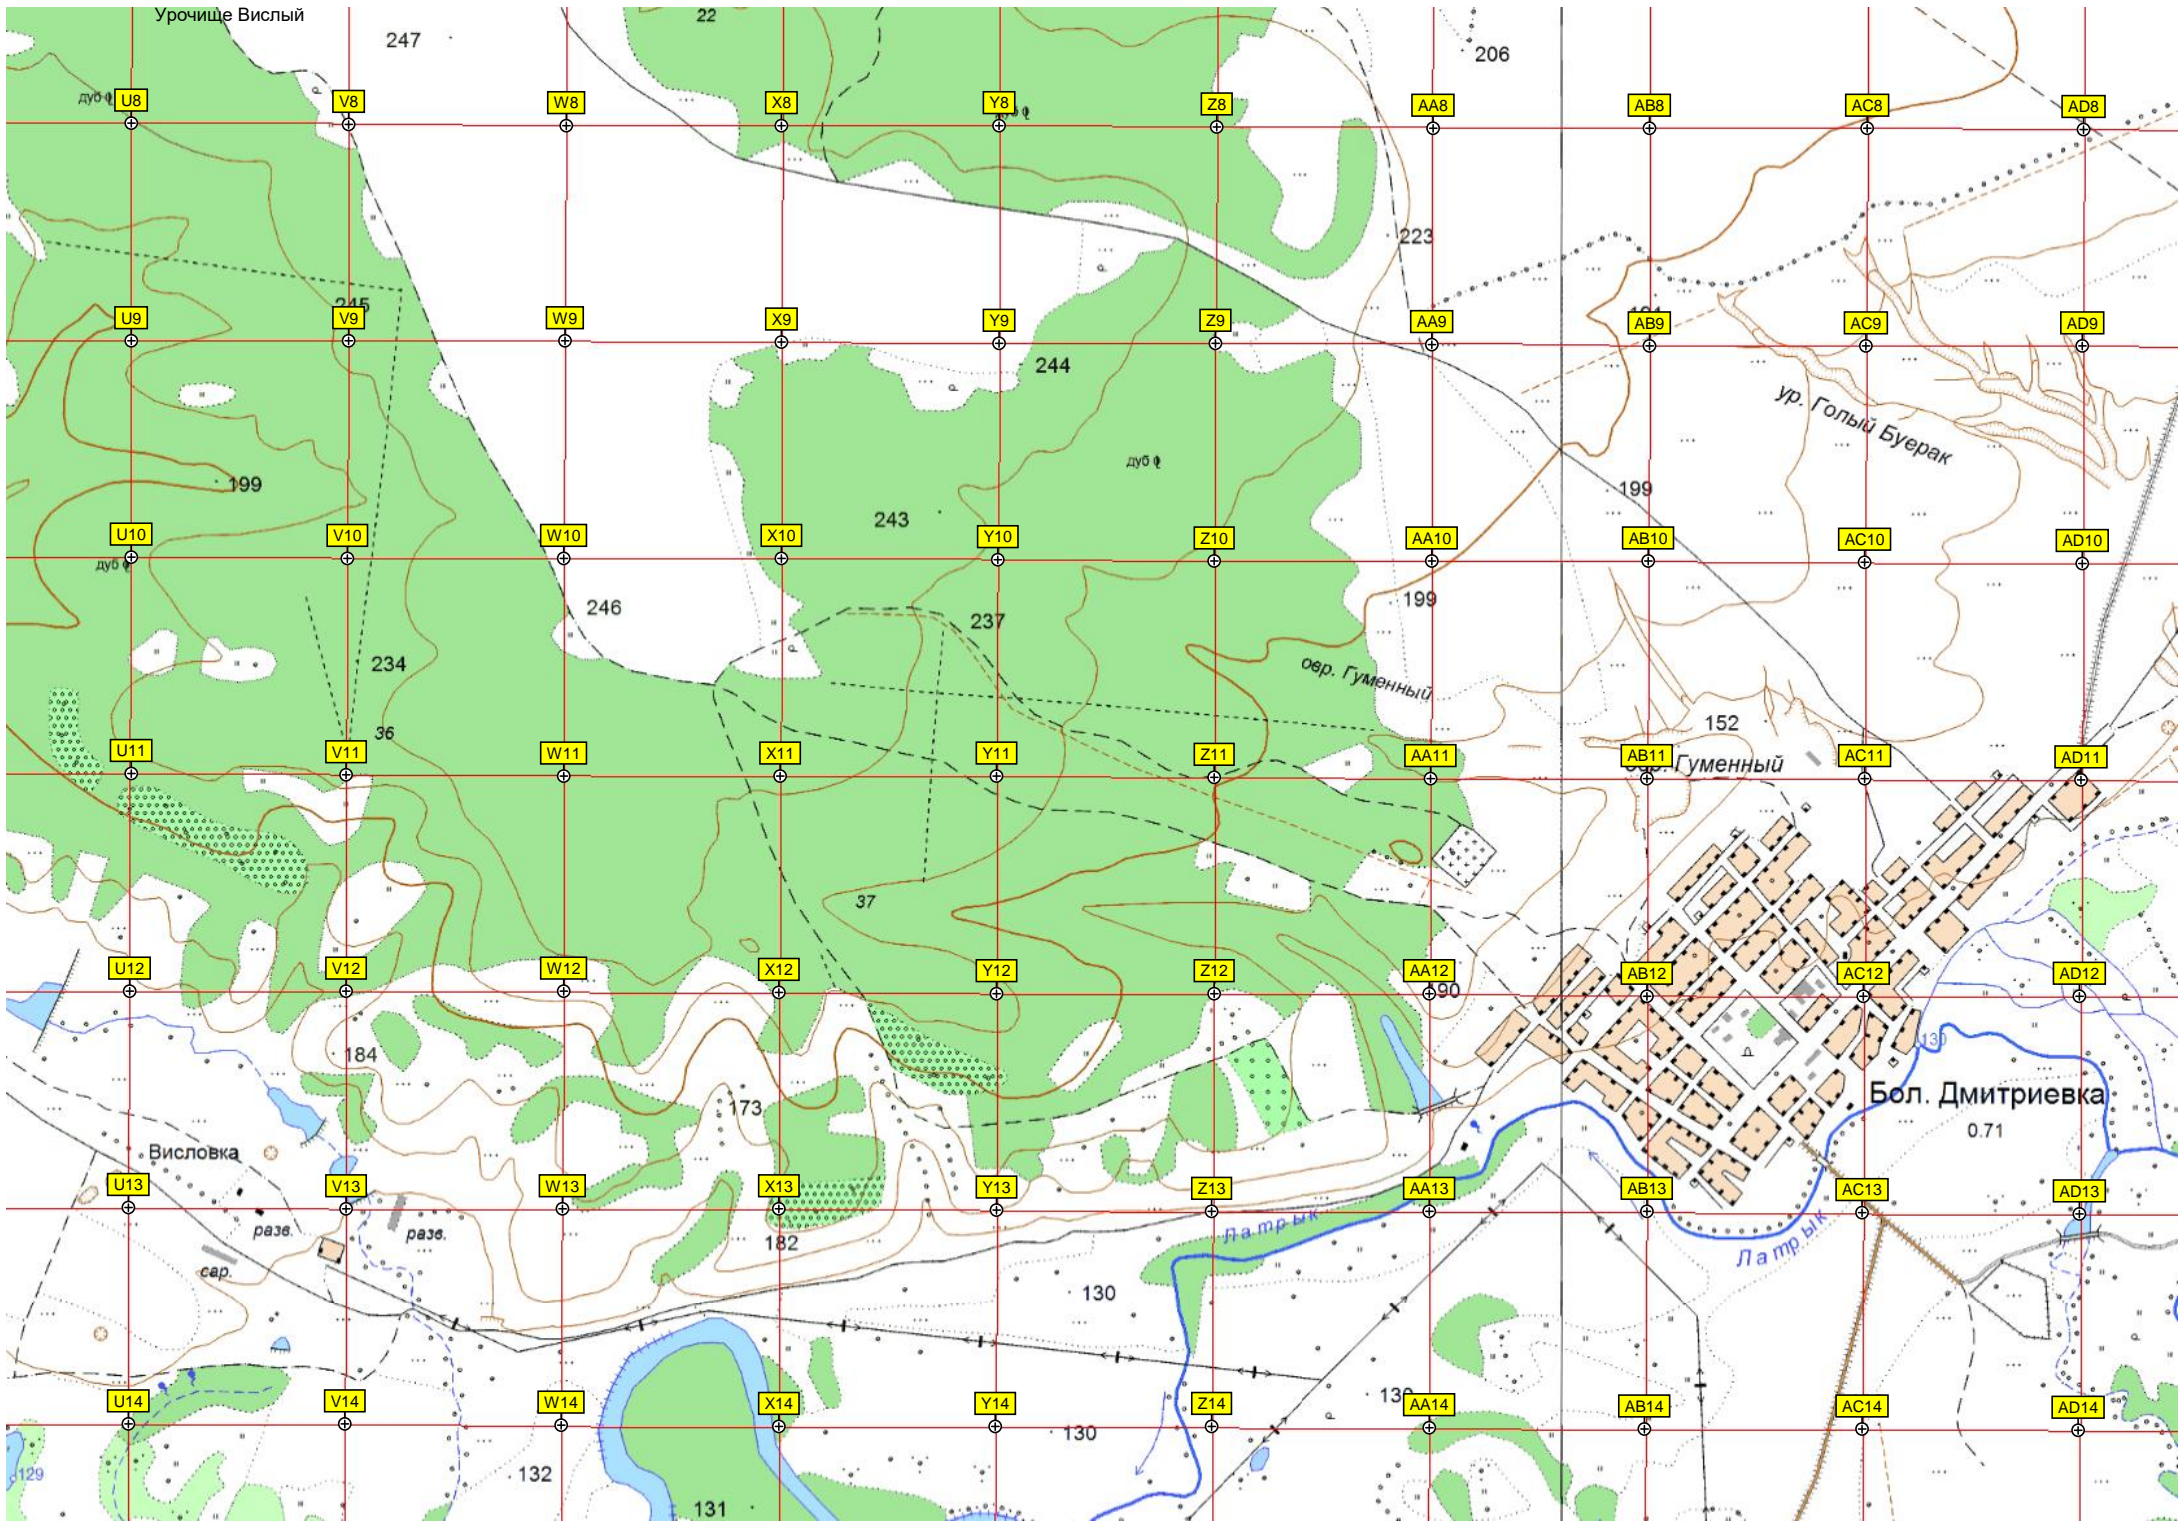 Урочище Вислый
22
247
206
дуб
U8
V8
W8
X8
Y8
Z8
AA8
AB8
AC8
AD8
223
245
U9
V9
W9
X9
Y9
Z9
AA9
AB9
AC9
AD9
244
ур. Голый Буерак
дуб
199
199
243
U10
V10
W10
X10
Y10
Z10
AA10
AB10
AC10
AD10
дуб
246
199
237
234
овр. Гуменный
152
36
U11
V11
W11
X11
Y11
Z11
AA11
AB11
AC11
AD11
Гуменный
37
U12
V12
W12
X12
Y12
Z12
AA12
AB12
AC12
AD12
190
184
130
173
Бол. Дмитриевка
0.71
Висловка
U13
V13
W13
X13
Y13
Z13
AA13
AB13
AC13
AD13
разв.
разв.
Латрык
Латрык
182
сар.
130
130
U14
V14
W14
X14
Y14
Z14
AA14
AB14
AC14
AD14
130
129
132
131